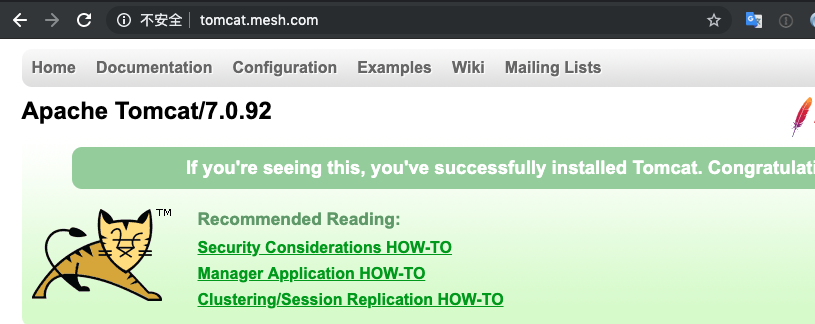 不安全 tomcat.mesh.com
Home Documentation Configuration Examples Wiki Mailing Lists
Apache Tomcat/7.0.92
If you're seeing this, you've successfully installed Tomcat. Congratulati
TM
Recommended Reading:
Security Considerations HOW-TO
Manager Application HOW-TO
Clustering/Session Replication HOW-TO